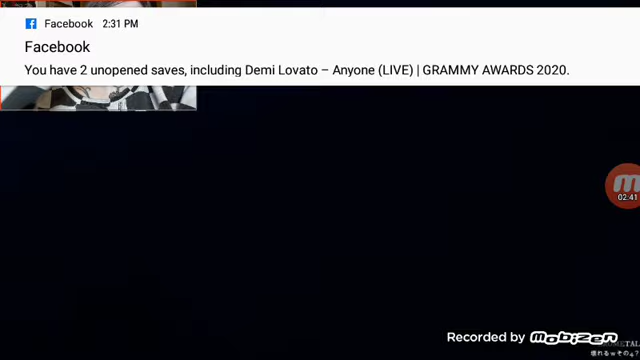 Facebook 2:31 PM
Facebook
You have 2 unopened saves, including Demi Lovato – Anyone (LIVE) | GRAMMY AWARDS 2020.
02:41
Recorded by mobizen